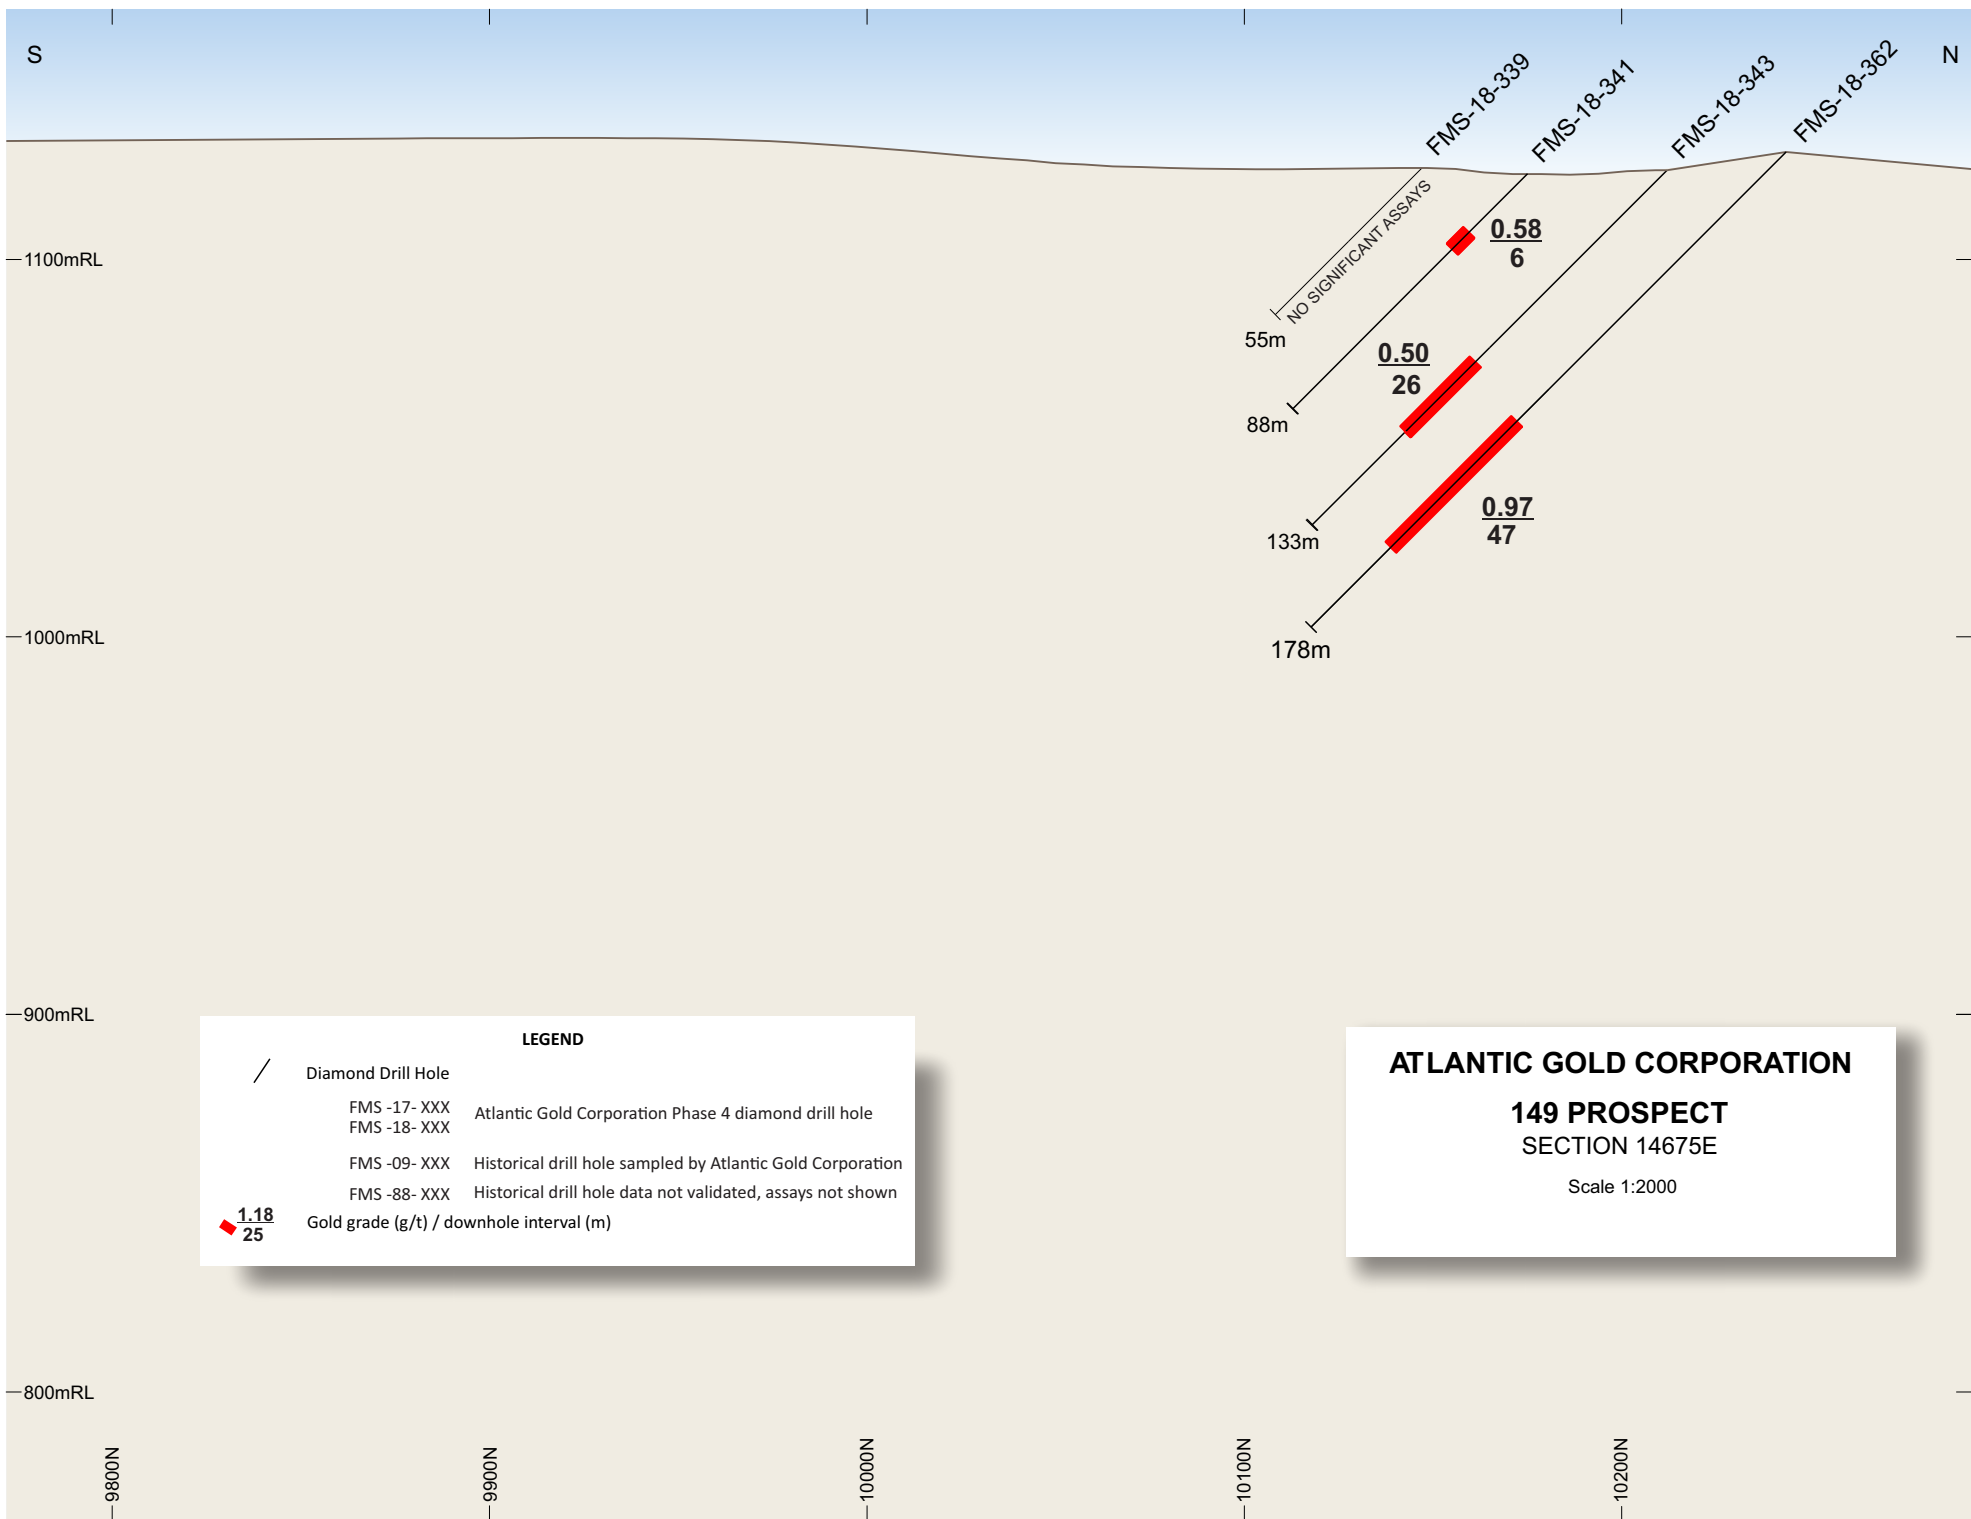 S
N
FMS-18-339
FMS-18-341
FMS-18-343
FMS-18-362
NO SIGNIFICANT ASSAYS
0.58
6
1100mRL
55m
0.50
26
88m
0.97
47
133m
1000mRL
178m
900mRL
LEGEND
Diamond Drill Hole
FMS -17- XXX
FMS -18- XXX
Atlantic Gold Corporation Phase 4 diamond drill hole
FMS -09- XXX Historical drill hole sampled by Atlantic Gold Corporation
FMS -88- XXX Historical drill hole data not validated, assays not shown
1.18
25
Gold grade (g/t) / downhole interval (m)
ATLANTIC GOLD CORPORATION
149 PROSPECT
SECTION 14675E
Scale 1:2000
800mRL
9800N
9900N
10000N
10100N
10200N